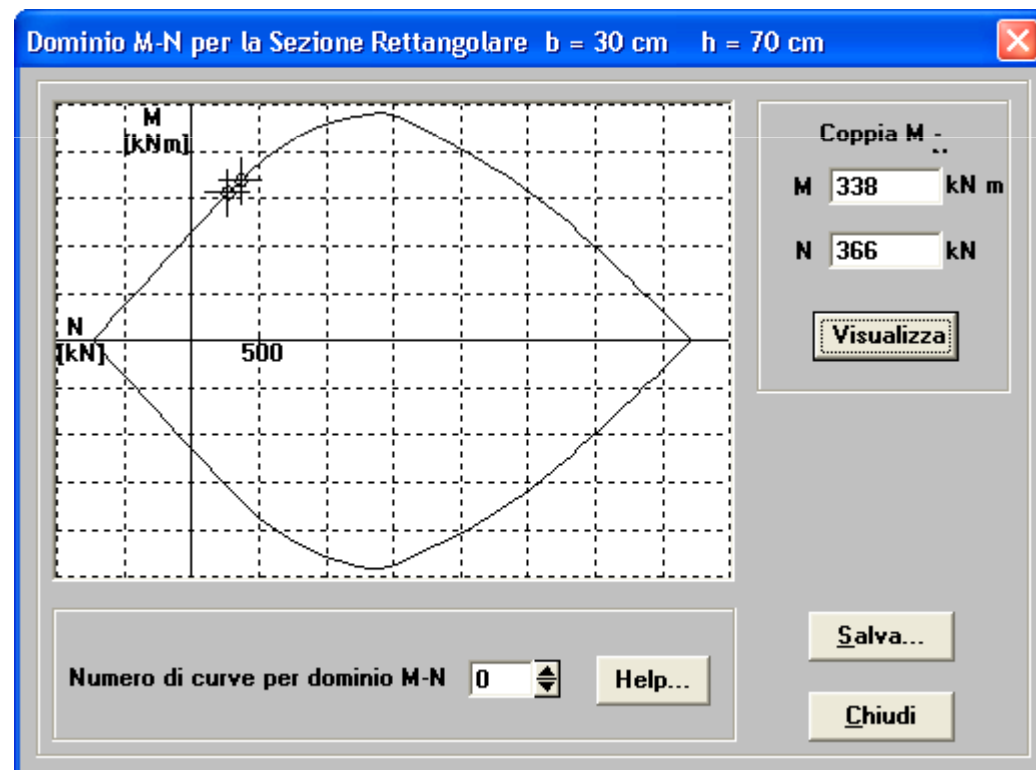 Dominio M-N per la Sezione Rettangolare b = 30 cm h = 70 cm
M
[kNm]
N
[kN]
500
Coppia M -
M 338 kN m
N 366 kN
Visualizza
Numero di curve per dominio M-N 0 Help...
Salva...
Chiudi